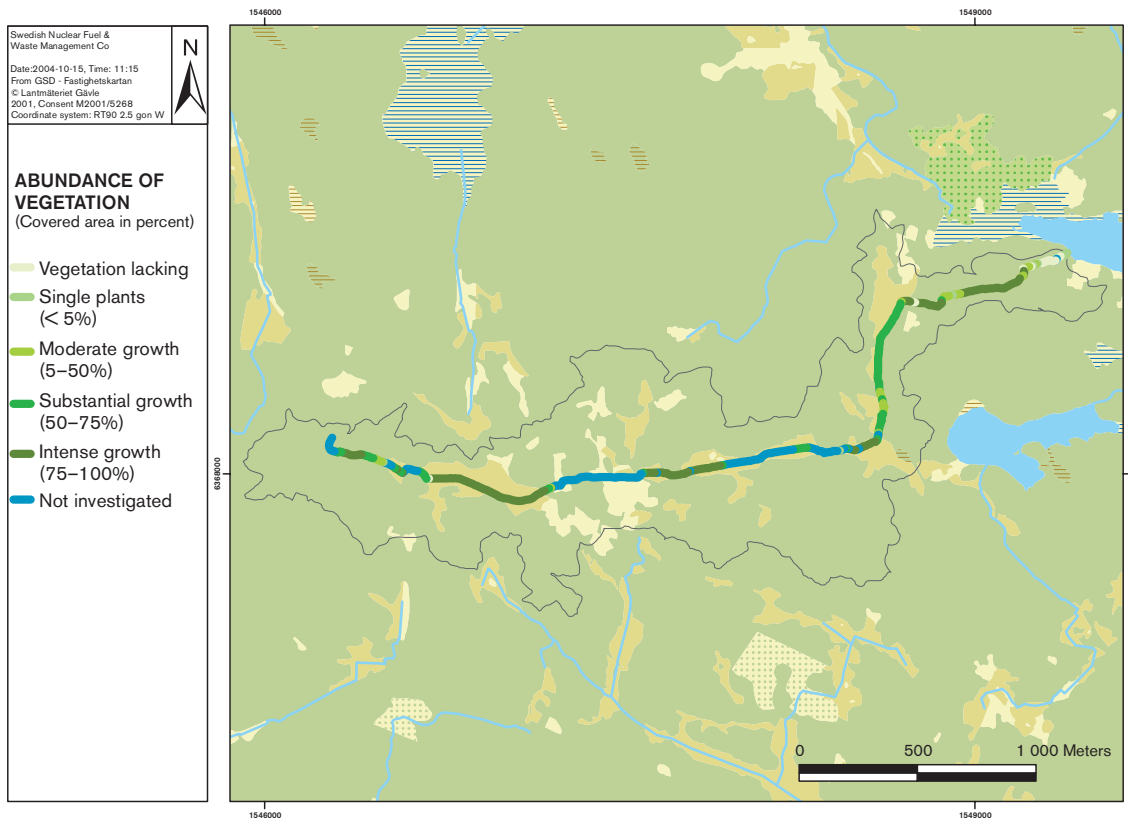 1546000
1549000
Swedish Nuclear Fuel &
Waste Management Co
N
Date:2004-10-15, Time: 11:15
From GSD - Fastighetskartan
© Lantmäteriet Gävle
2001, Consent M2001/5268
Coordinate system: RT90 2.5 gon W
ABUNDANCE OF
VEGETATION
(Covered area in percent)
Vegetation lacking
Single plants
(< 5%)
Moderate growth
(5–50%)
Substantial growth
(50–75%)
Intense growth
(75–100%)
Not investigated
6368000
0 500 1 000 Meters
1546000
1549000